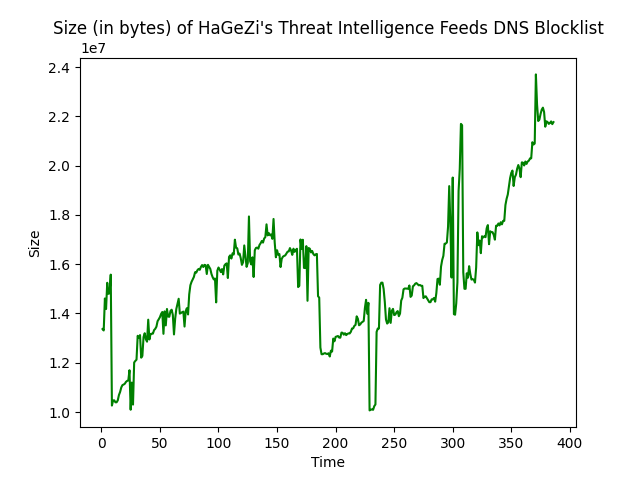 Size (in bytes) of HaGeZi's Threat Intelligence Feeds DNS Blocklist
1e7
2.4
2.2
2.0
1.8
1.6
1.4
1.2
1.0
Size
0 50 100 150 200 250 300 350 400
Time